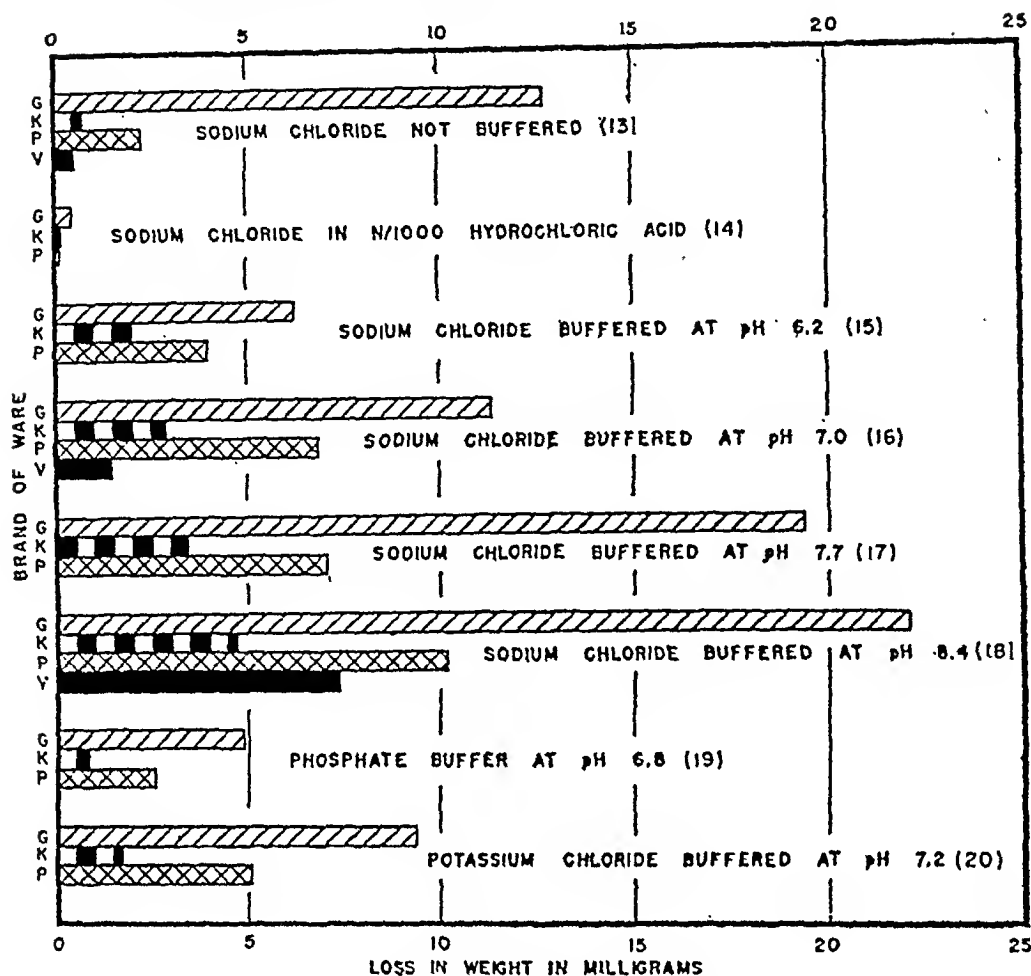 0 5 10 15 20 25
G
K
P
V
SODIUM CHLORIDE NOT BUFFERED (13]
G
K
P
SODIUM CHLORIDE IN N/1000 HYDROCHLORIC ACID (14)
G
K
P
SODIUM CHLORIDE BUFFERED AT pH 6.2 (15)
G
K
P
V
SODIUM CHLORIDE BUFFERED AT pH 7.0 (16)
G
K
P
SODIUM CHLORIDE BUFFERED AT pH 7.7 (17)
G
K
P
V
SODIUM CHLORIDE BUFFERED AT pH 8.4 (18]
G
K
P
PHOSPHATE BUFFER AT pH 6.8 (19)
G
K
P
POTASSIUM CHLORIDE BUFFERED AT pH 7.2 (20)
BRAND OF WARE
0 5 10 15 20 25
LOSS IN WEIGHT IN MILLIGRAMS